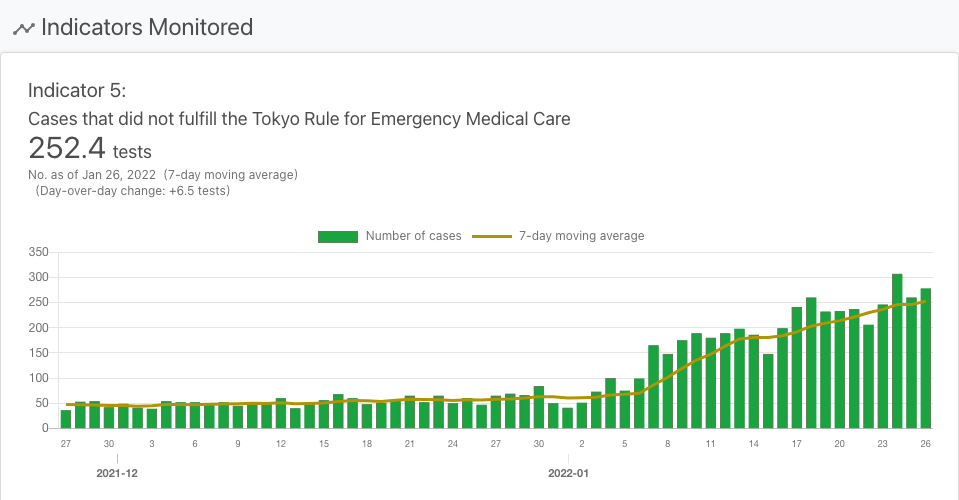 Indicators Monitored
Indicator 5:
Cases that did not fulfill the Tokyo Rule for Emergency Medical Care
252.4 tests
No. as of Jan 26, 2022 (7-day moving average)
(Day-over-day change: +6.5 tests)
Number of cases 7-day moving average
350
300
250
200
150
100
50
0
27 30 3 6 9 12 15 18 21 24 27 30 2 5 8 11 14 17 20 23 26
2021-12 2022-01